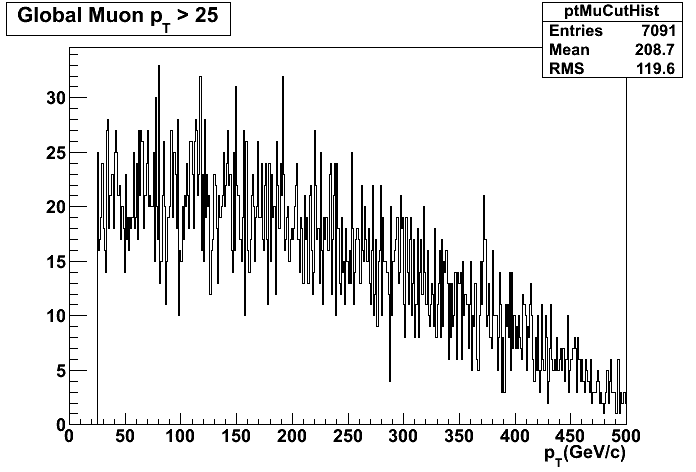 Global Muon p_T > 25
ptMuCutHist
Entries 7091
Mean 208.7
RMS 119.6
30
25
20
15
10
5
0
0 50 100 150 200 250 300 350 400 450 500
p_T(GeV/c)